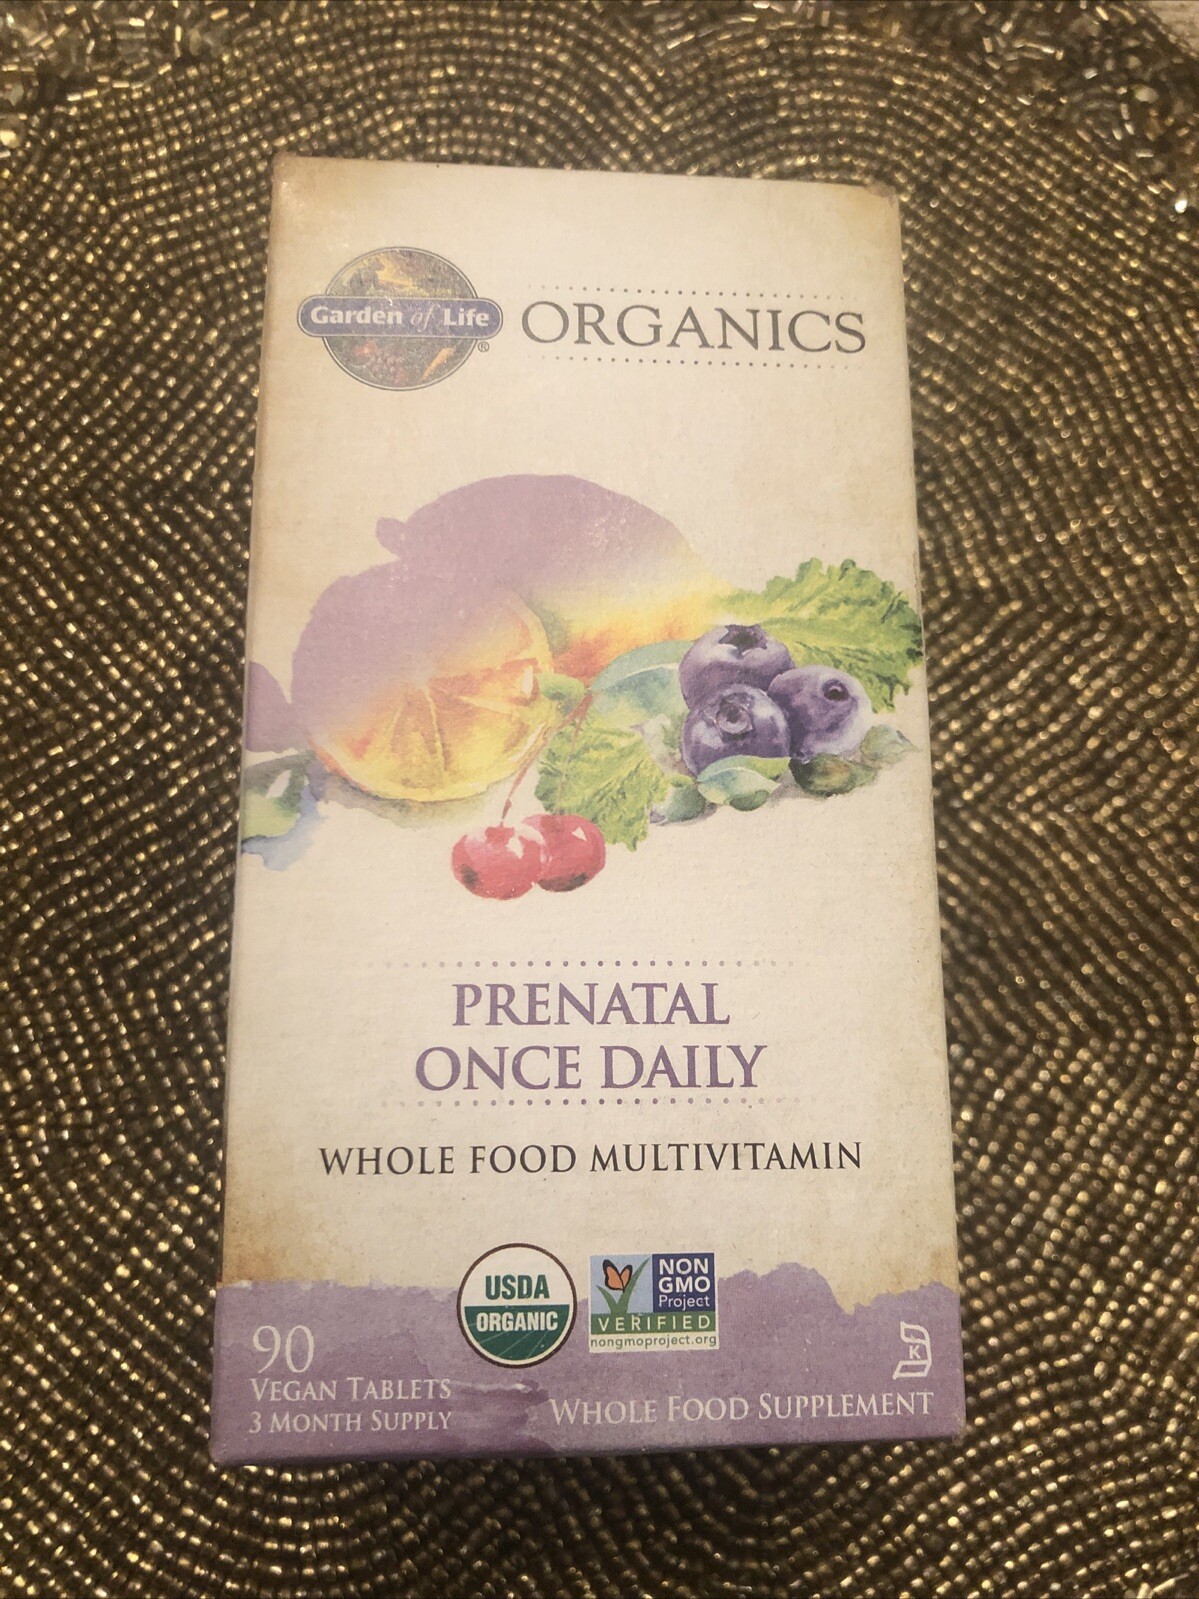 Garden of Life
®
ORGANICS
PRENATAL
ONCE DAILY
WHOLE FOOD MULTIVITAMIN
USDA
ORGANIC
NON
GMO
Project
VERIFIED
nongmoproject.org
90
VEGAN TABLETS
3 MONTH SUPPLY
K
WHOLE FOOD SUPPLEMENT